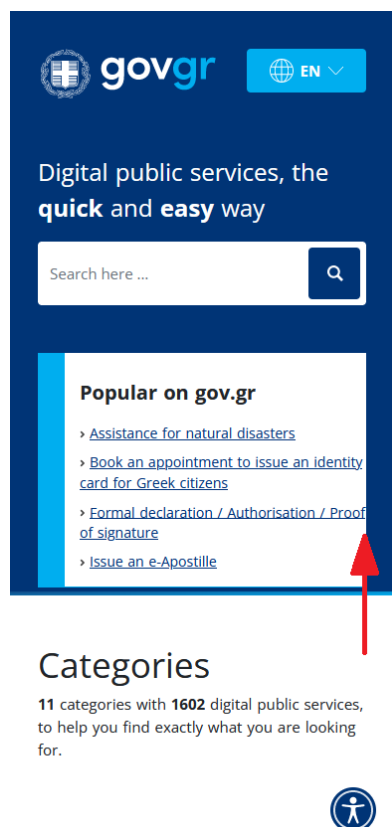 govgr
EN
Digital public services, the
quick and easy way
Search here ...
Popular on gov.gr
› Assistance for natural disasters
› Book an appointment to issue an identity
card for Greek citizens
› Formal declaration / Authorisation / Proof
of signature
› Issue an e-Apostille
Categories
11 categories with 1602 digital public services,
to help you find exactly what you are looking
for.